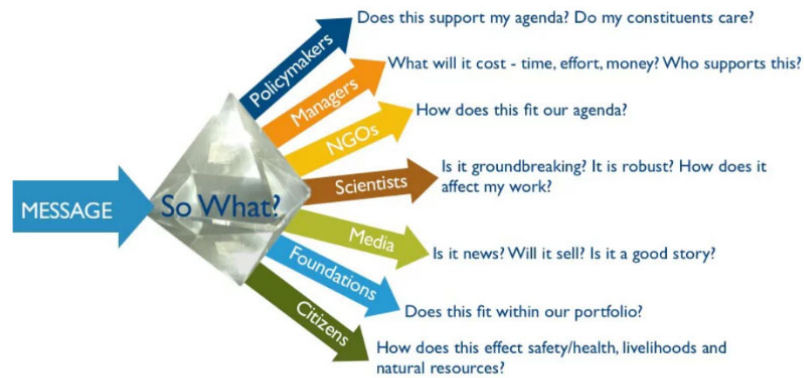 Policymakers
Does this support my agenda? Do my constituents care?
Managers
What will it cost - time, effort, money? Who supports this?
NGOs
How does this fit our agenda?
MESSAGE
So What?
Scientists
Is it groundbreaking? It is robust? How does it
affect my work?
Media
Is it news? Will it sell? Is it a good story?
Foundations
Does this fit within our portfolio?
Citizens
How does this effect safety/health, livelihoods and
natural resources?